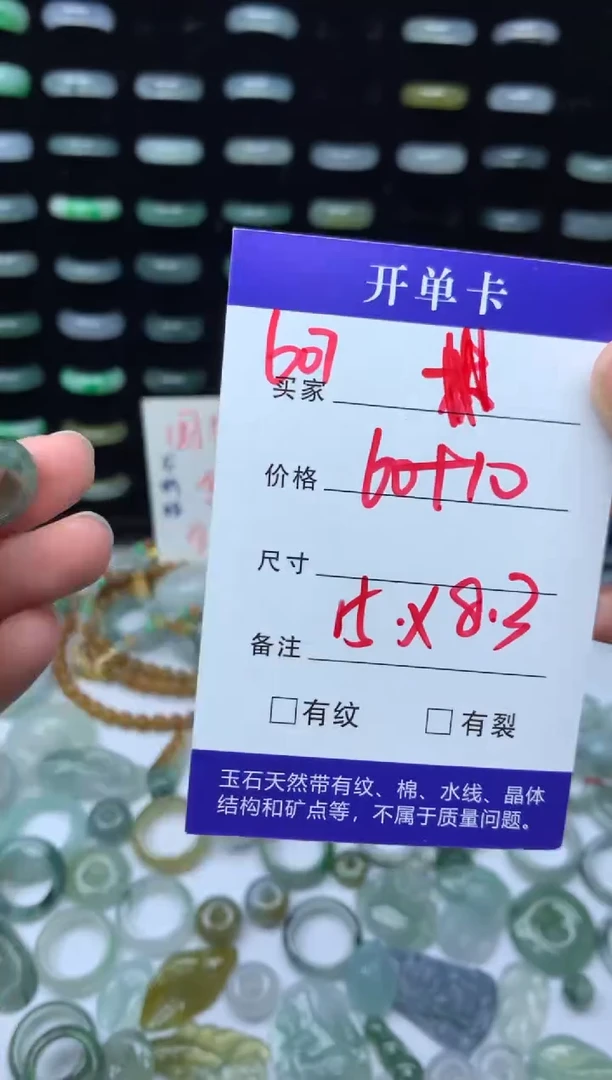 开单卡
607
买家
价格 60+10
尺寸
15.x8.3
备注
□有纹 □有裂
玉石天然带有纹、棉、水线、晶体
结构和矿点等，不属于质量问题。